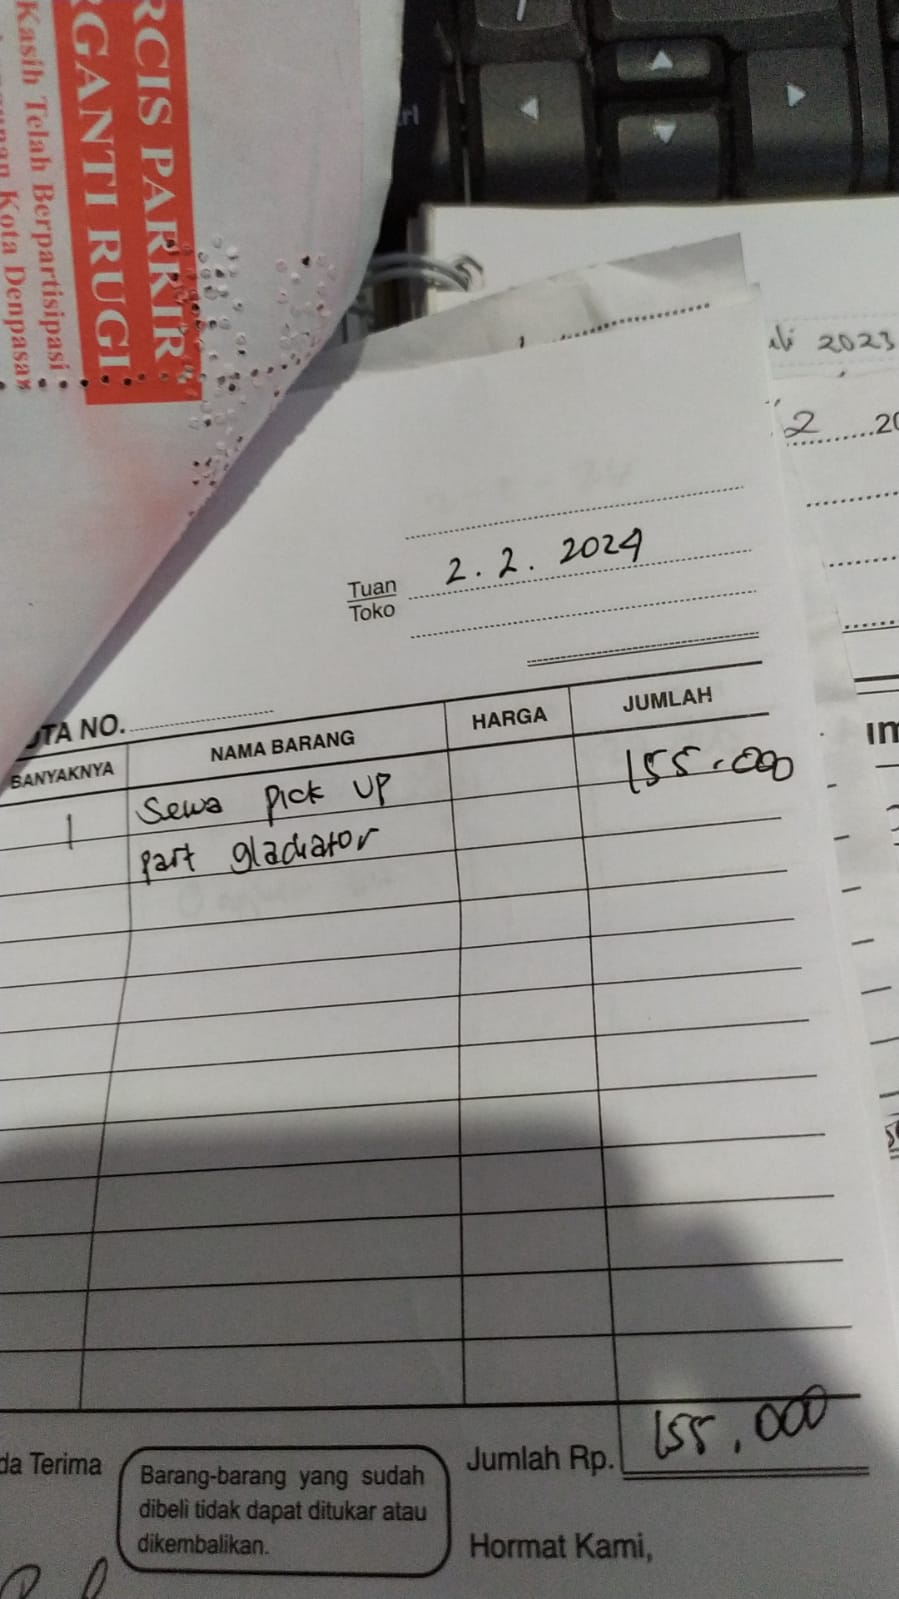 RCIS PARKIR
RGANTI RUGI
Kasih Telah Berpartisipasi
Kota Denpasar
2023
2 20
2.2.2024
Tuan
Toko
OTA NO.
BANYAKNYA NAMA BARANG HARGA JUMLAH
1 Sewa pick up 155.000
part gladiator
Jumlah Rp. 155.000
da Terima
Barang-barang yang sudah
dibeli tidak dapat ditukar atau
dikembalikan.
Hormat Kami,